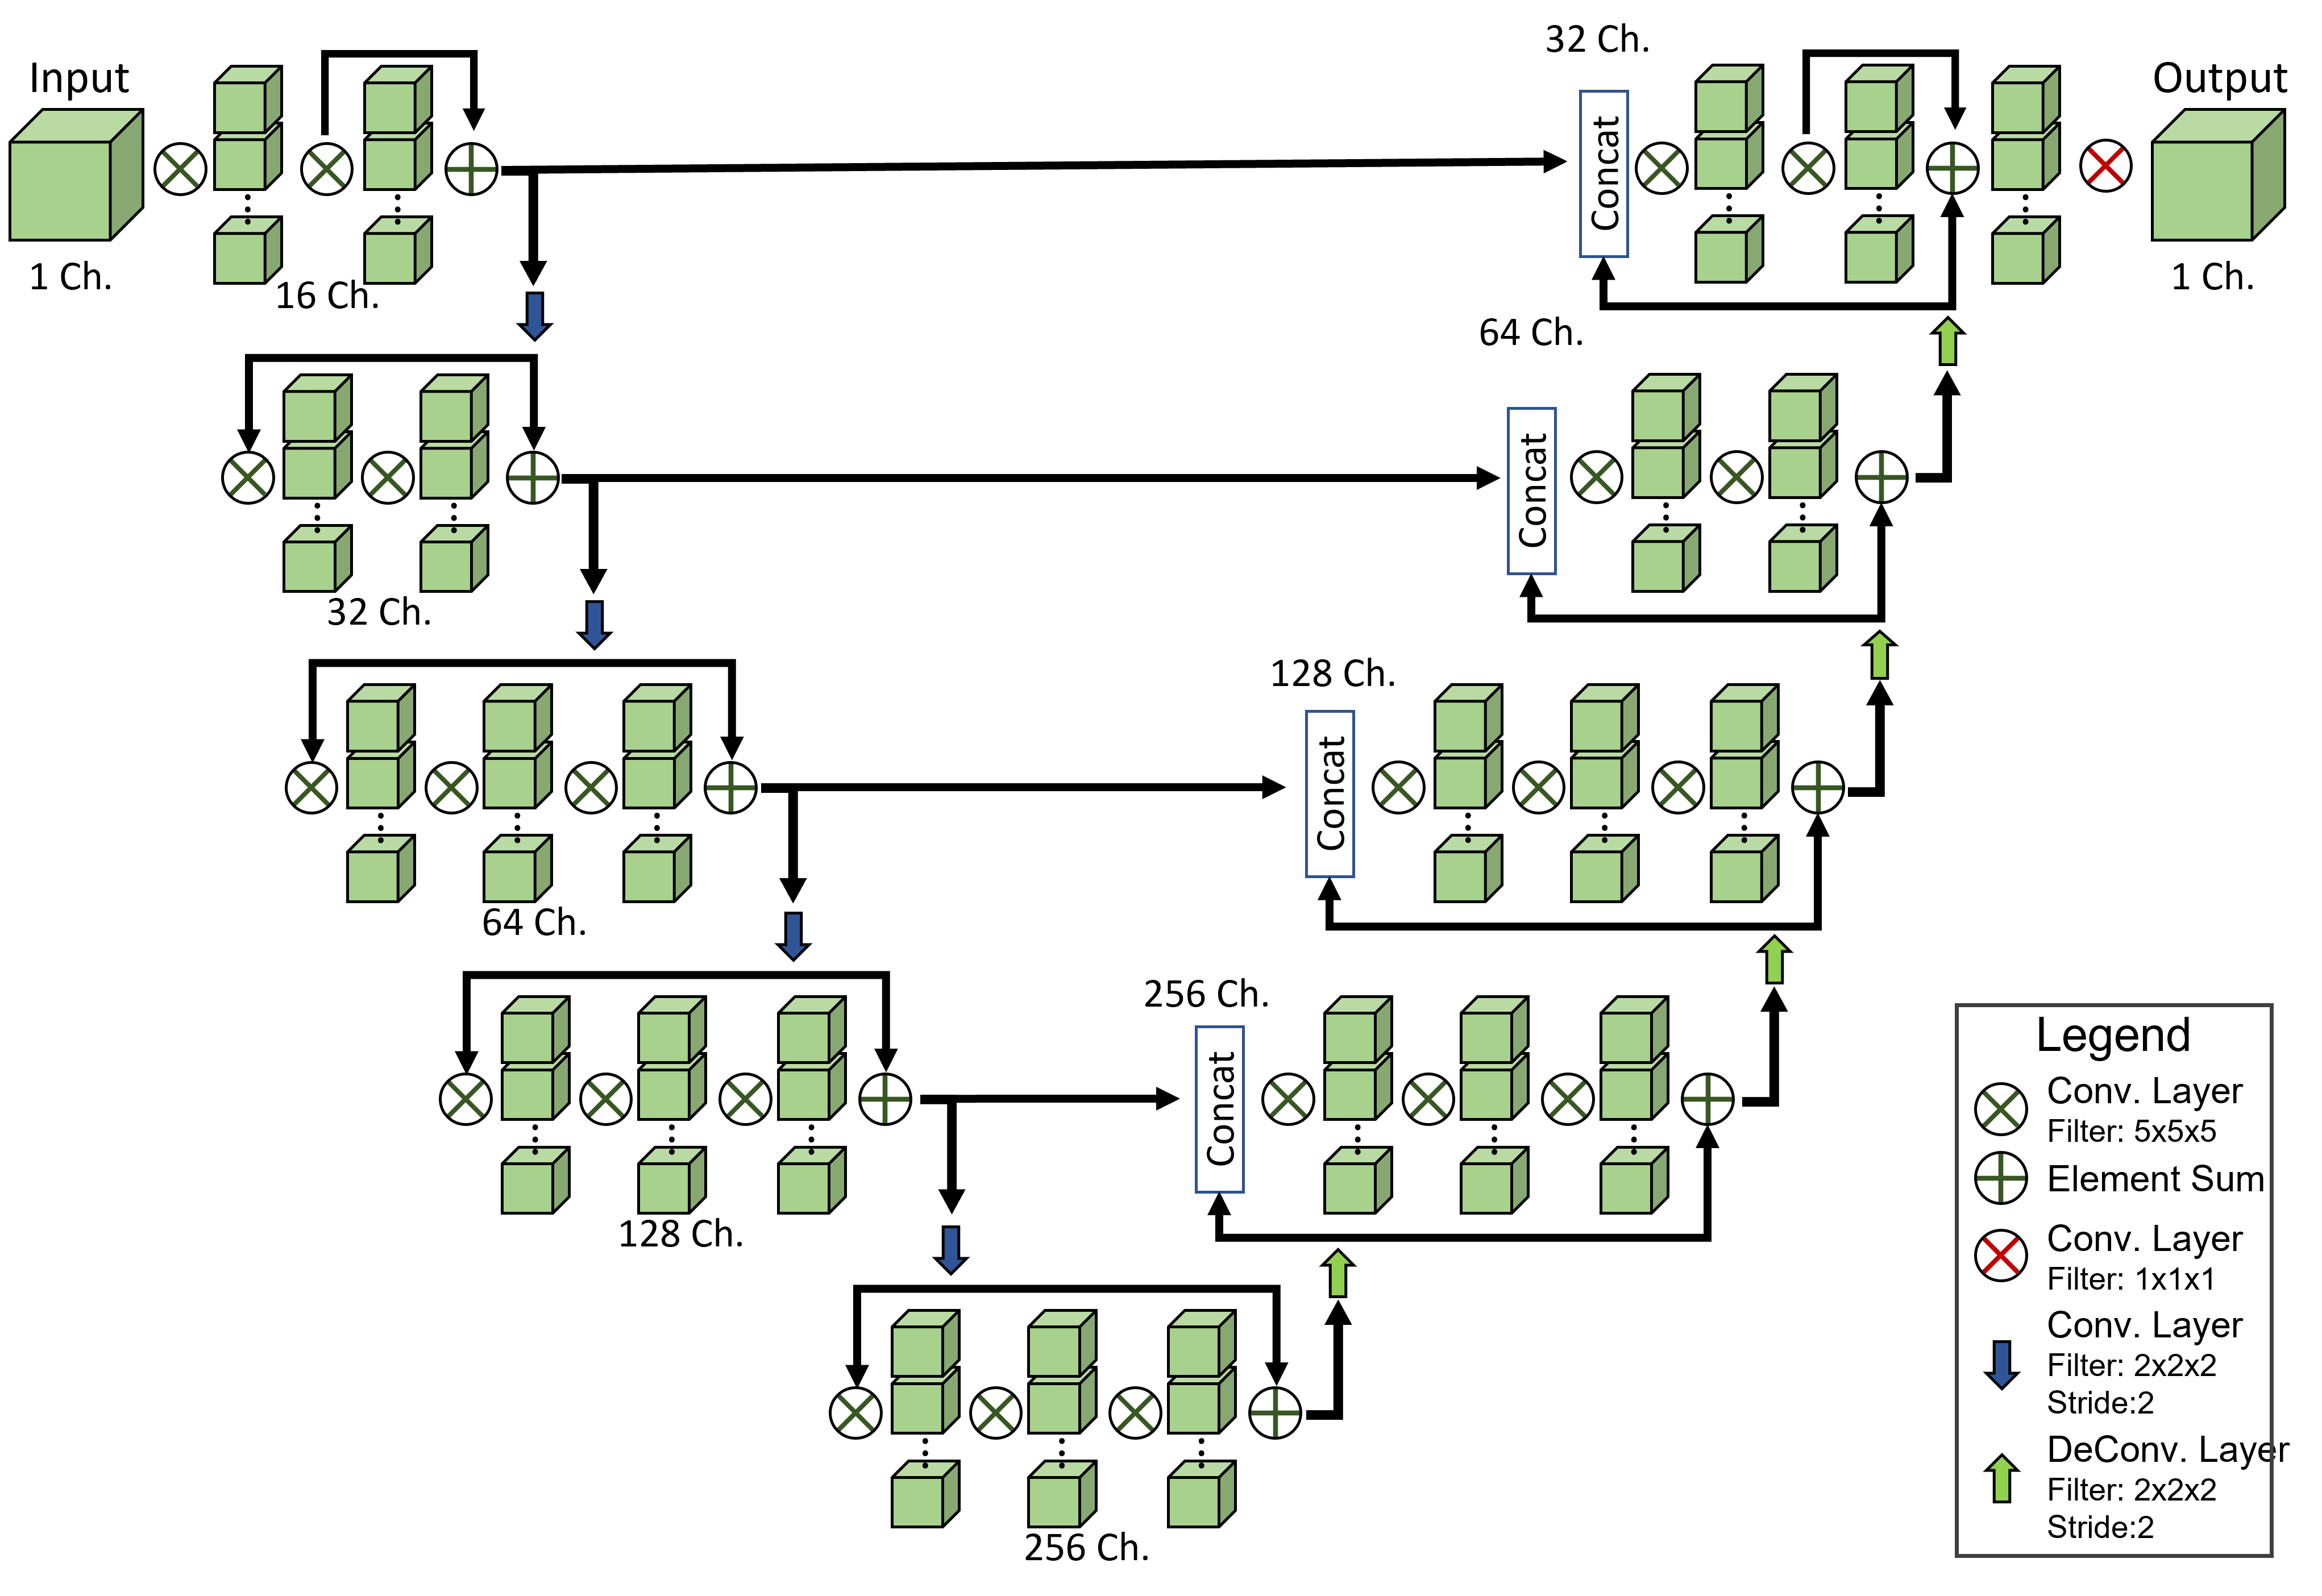 Input
1 Ch.
16 Ch.
32 Ch.
Concat
Output
1 Ch.
32 Ch.
64 Ch.
Concat
64 Ch.
128 Ch.
Concat
128 Ch.
256 Ch.
Concat
256 Ch.
Legend
Conv. Layer
Filter: 5x5x5
Element Sum
Conv. Layer
Filter: 1x1x1
Conv. Layer
Filter: 2x2x2
Stride:2
DeConv. Layer
Filter: 2x2x2
Stride:2